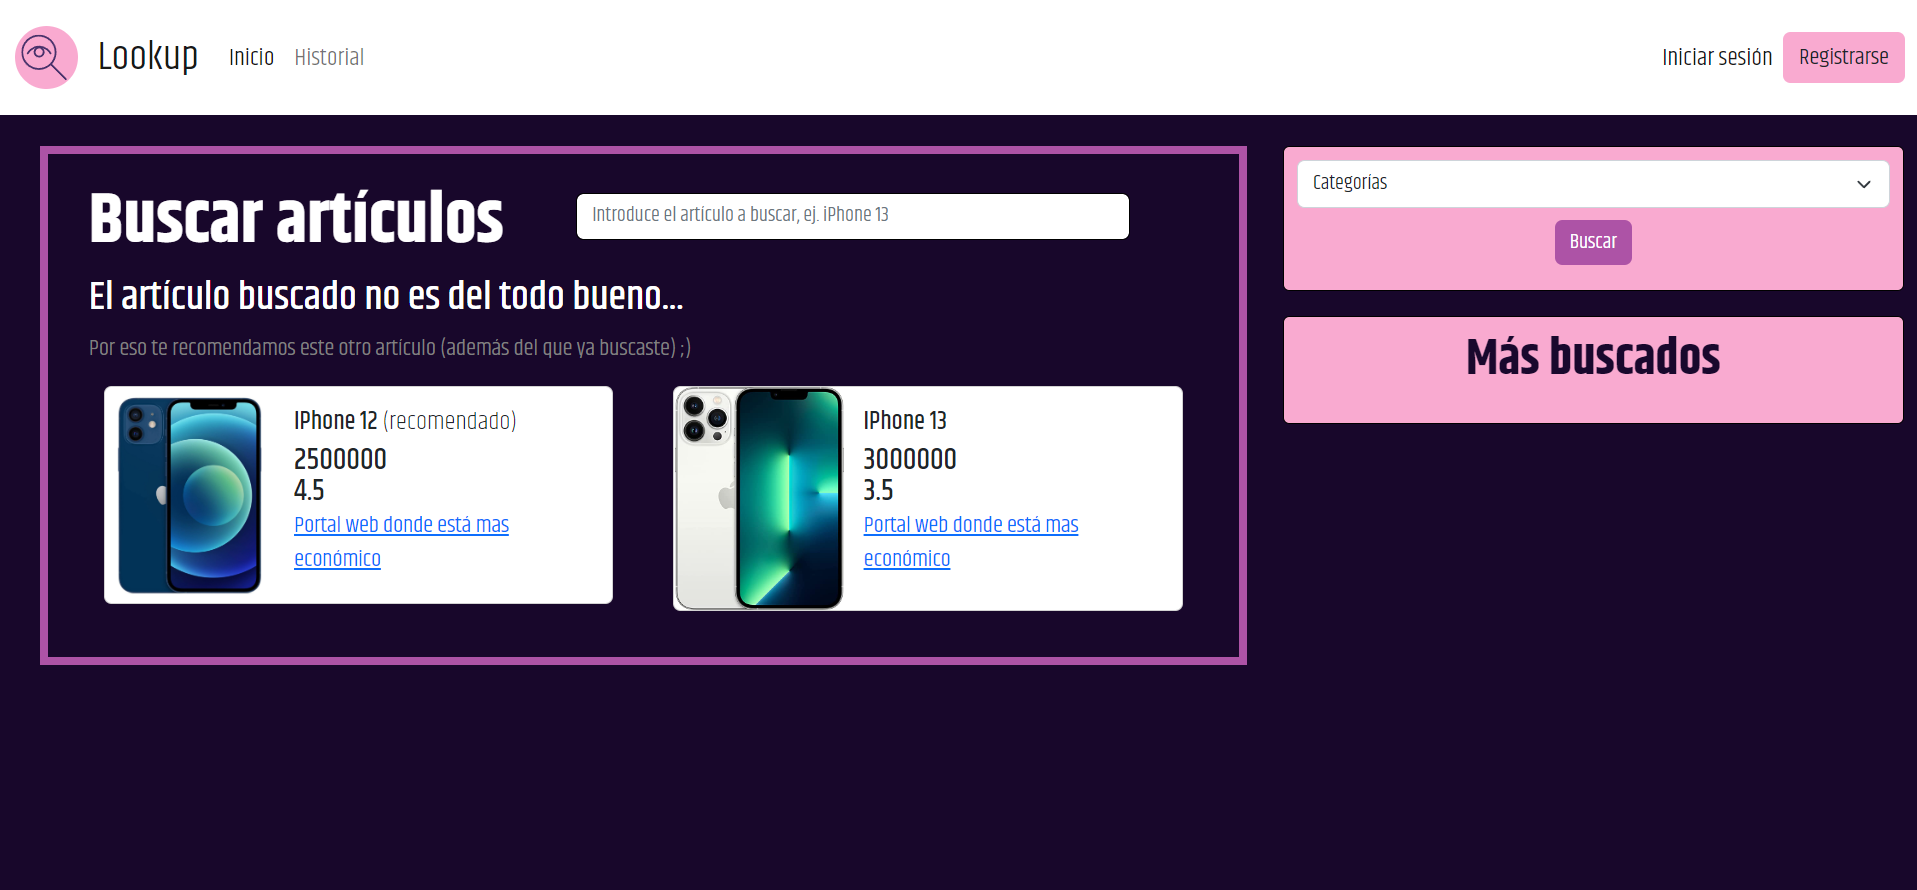 Lookup
Inicio
Historial
Iniciar sesión
Registrarse
Buscar artículos
Introduce el artículo a buscar, ej. iPhone 13
El artículo buscado no es del todo bueno...
Por eso te recomendamos este otro artículo (además del que ya buscaste) ;)
IPhone 12 (recomendado)
2500000
4.5
Portal web donde está mas
económico
IPhone 13
3000000
3.5
Portal web donde está mas
económico
Categorías
Buscar
Más buscados